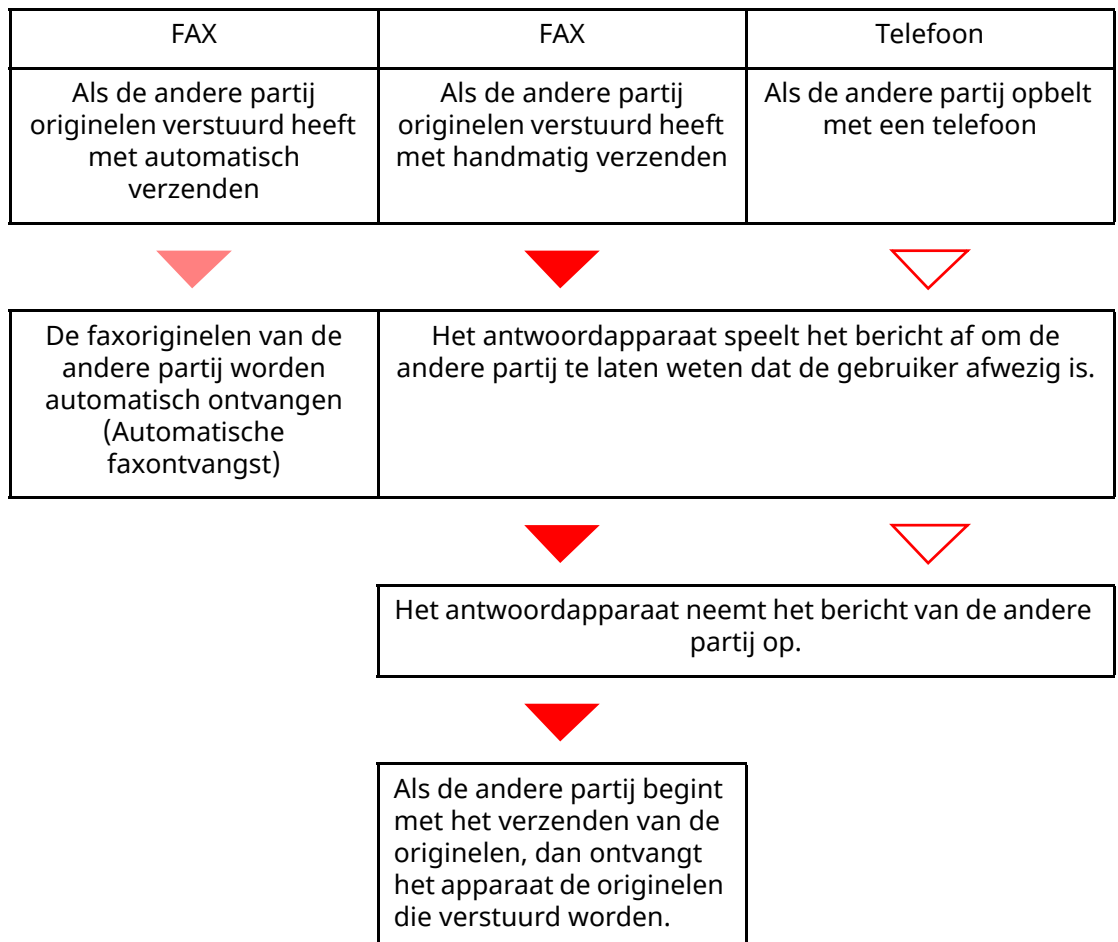 FAX
FAX
Telefoon
Als de andere partij
originelen verstuurd heeft
met automatisch
verzenden
Als de andere partij
originelen verstuurd heeft
met handmatig verzenden
Als de andere partij opbelt
met een telefoon
De faxoriginelen van de
andere partij worden
automatisch ontvangen
(Automatische
faxontvangst)
Het antwoordapparaat speelt het bericht af om de
andere partij te laten weten dat de gebruiker afwezig is.
Het antwoordapparaat neemt het bericht van de andere
partij op.
Als de andere partij begint
met het verzenden van de
originelen, dan ontvangt
het apparaat de originelen
die verstuurd worden.